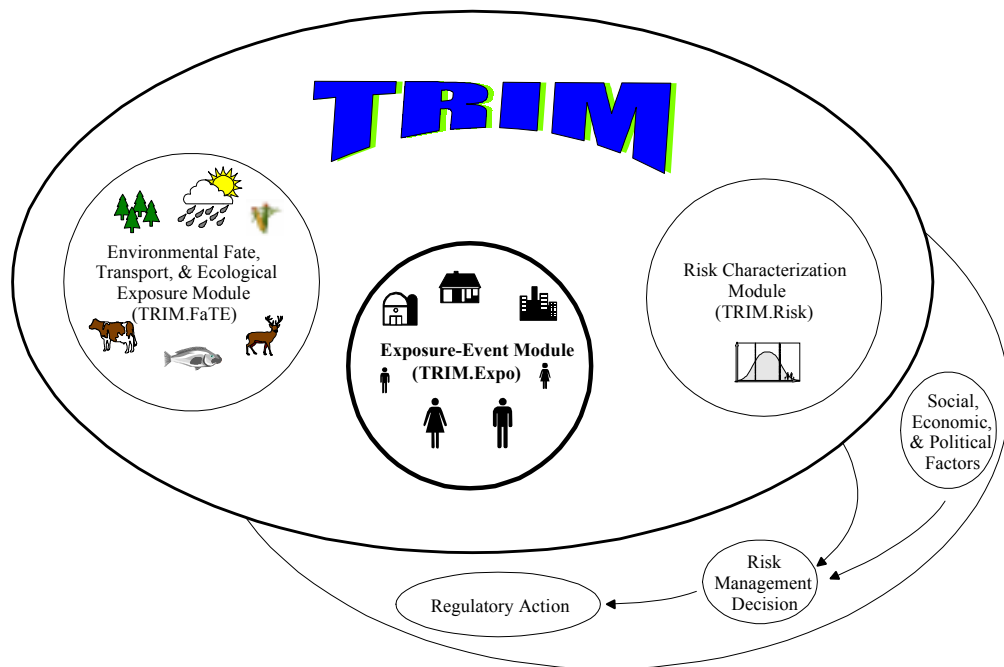 TRIM
Environmental Fate,
Transport, & Ecological
Exposure Module
(TRIM.FaTE)
Exposure-Event Module
(TRIM.Expo)
Risk Characterization
Module
(TRIM.Risk)
Social,
Economic,
& Political
Factors
Risk
Management
Decision
Regulatory Action